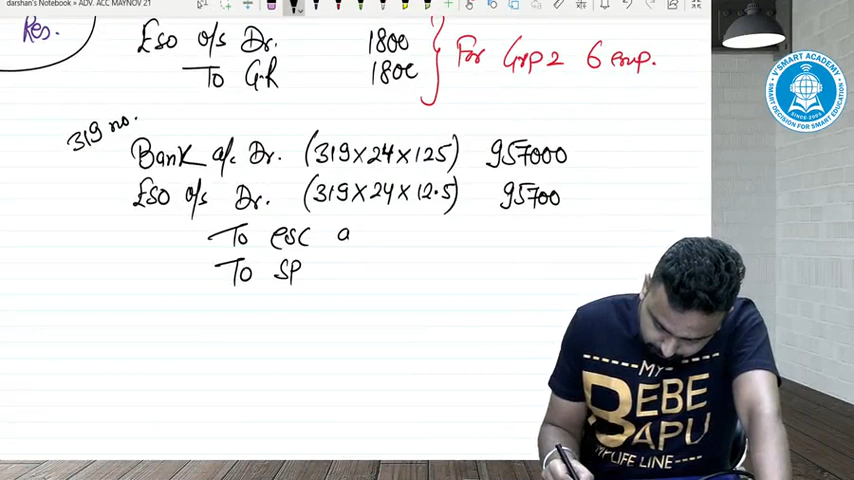 darshan's Notebook » ADV. ACC MAYNOV 21
Res.
ESO o/s Dr. 1800
To G.R 1800
For Grp 2 6 emp.
319 no.
Bank a/c Dr. (319×24×125) 957000
ESO o/s Dr. (319×24×12.5) 95700
To esc a
To SP
V'SMART ACADEMY
SINCE-2003
SMART DECISION FOR SMART EDUCATION
MY
BEBE
BAPU
MY LIFE LINE